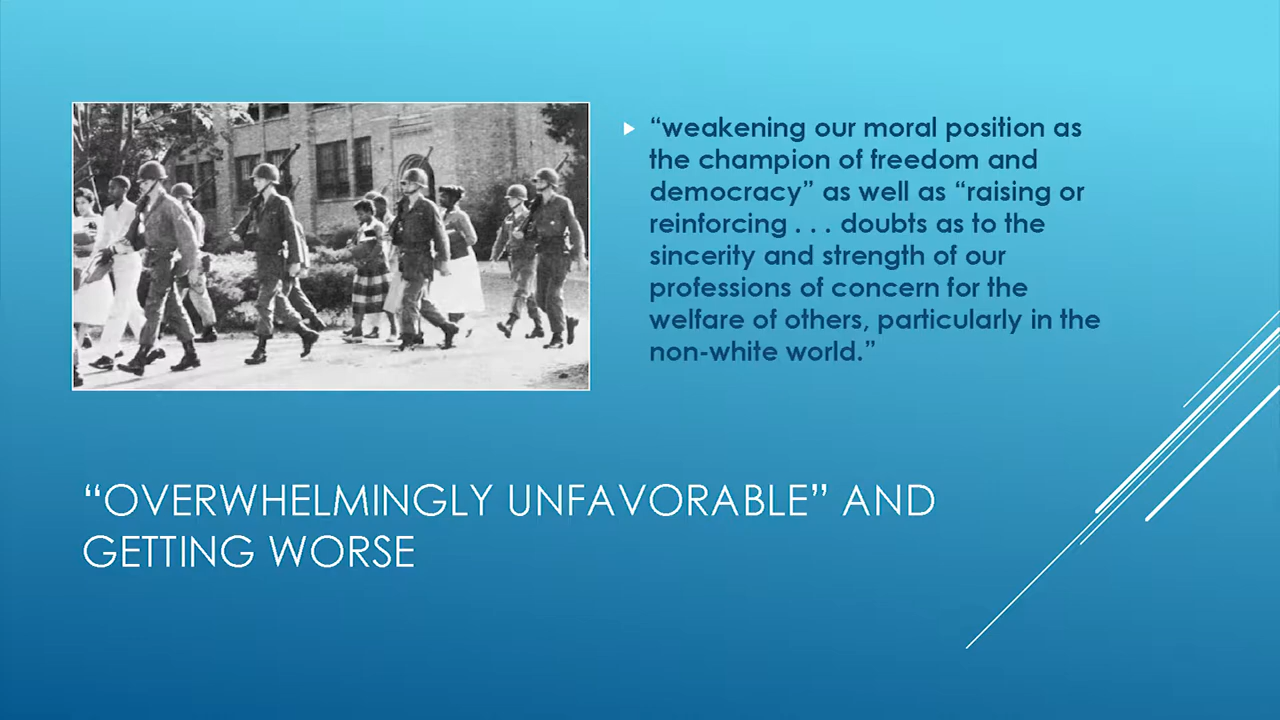 “weakening our moral position as
the champion of freedom and
democracy” as well as “raising or
reinforcing . . . doubts as to the
sincerity and strength of our
professions of concern for the
welfare of others, particularly in the
non-white world.”
“OVERWHELMINGLY UNFAVORABLE” AND
GETTING WORSE